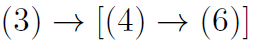 (3) → [(4) → (6)]